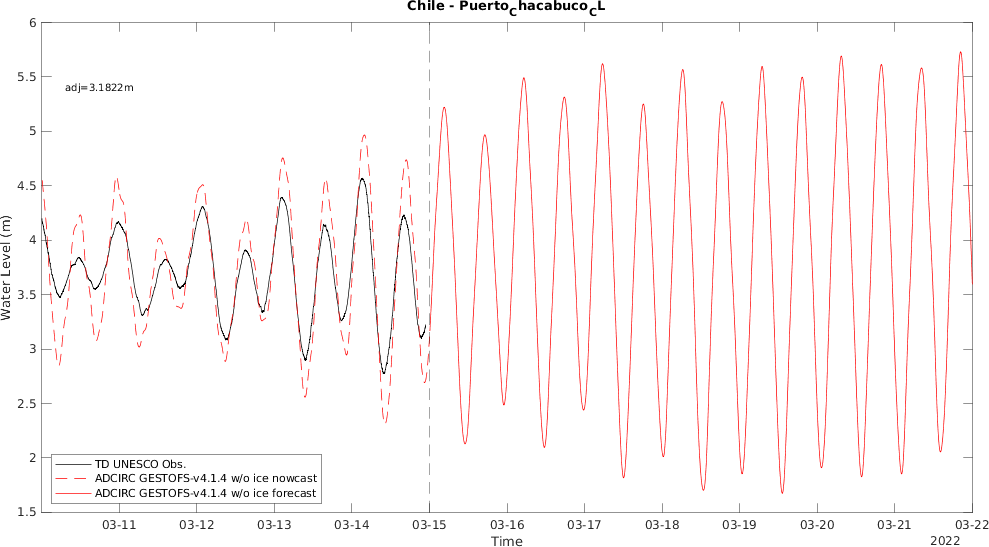 Chile - PuertoChacabucoCL
adj=3.1822m
Water Level (m)
6
5.5
5
4.5
4
3.5
3
2.5
2
1.5
TD UNESCO Obs.
ADCIRC GESTOFS-v4.1.4 w/o ice nowcast
ADCIRC GESTOFS-v4.1.4 w/o ice forecast
03-11 03-12 03-13 03-14 03-15 03-16 03-17 03-18 03-19 03-20 03-21 03-22
Time
2022